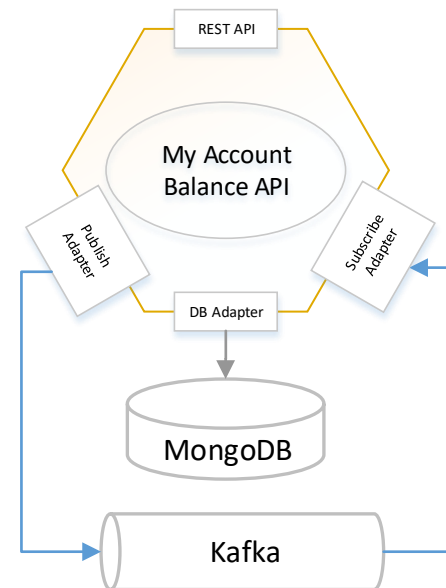 REST API
My Account
Balance API
Publish
Adapter
Subscribe
Adapter
DB Adapter
MongoDB
Kafka